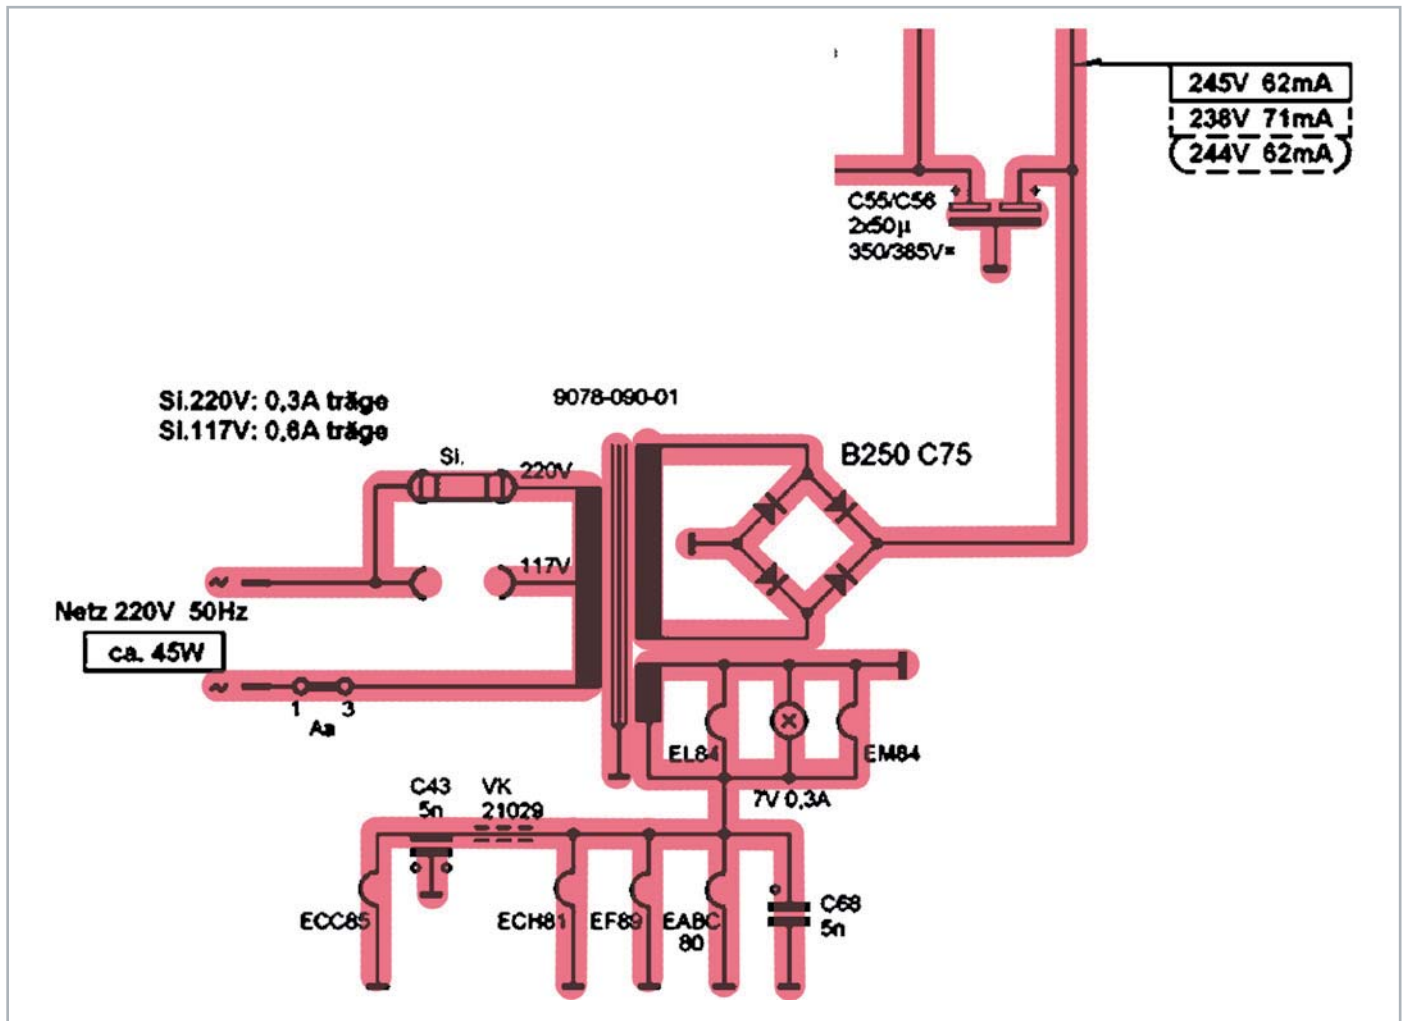 245V 62mA
238V 71mA
244V 62mA
C55/C56
2x50µ
350/385V=
Si.220V: 0,3A träge
Si.117V: 0,6A träge
9078-090-01
Si.
220V
B250 C75
117V
~
Netz 220V 50Hz
ca. 45W
~
1 3
Aa
EL84
EM84
7V 0,3A
C43
5n
VK
21029
ECC85
ECH81
EF89
EABC
80
C68
5n